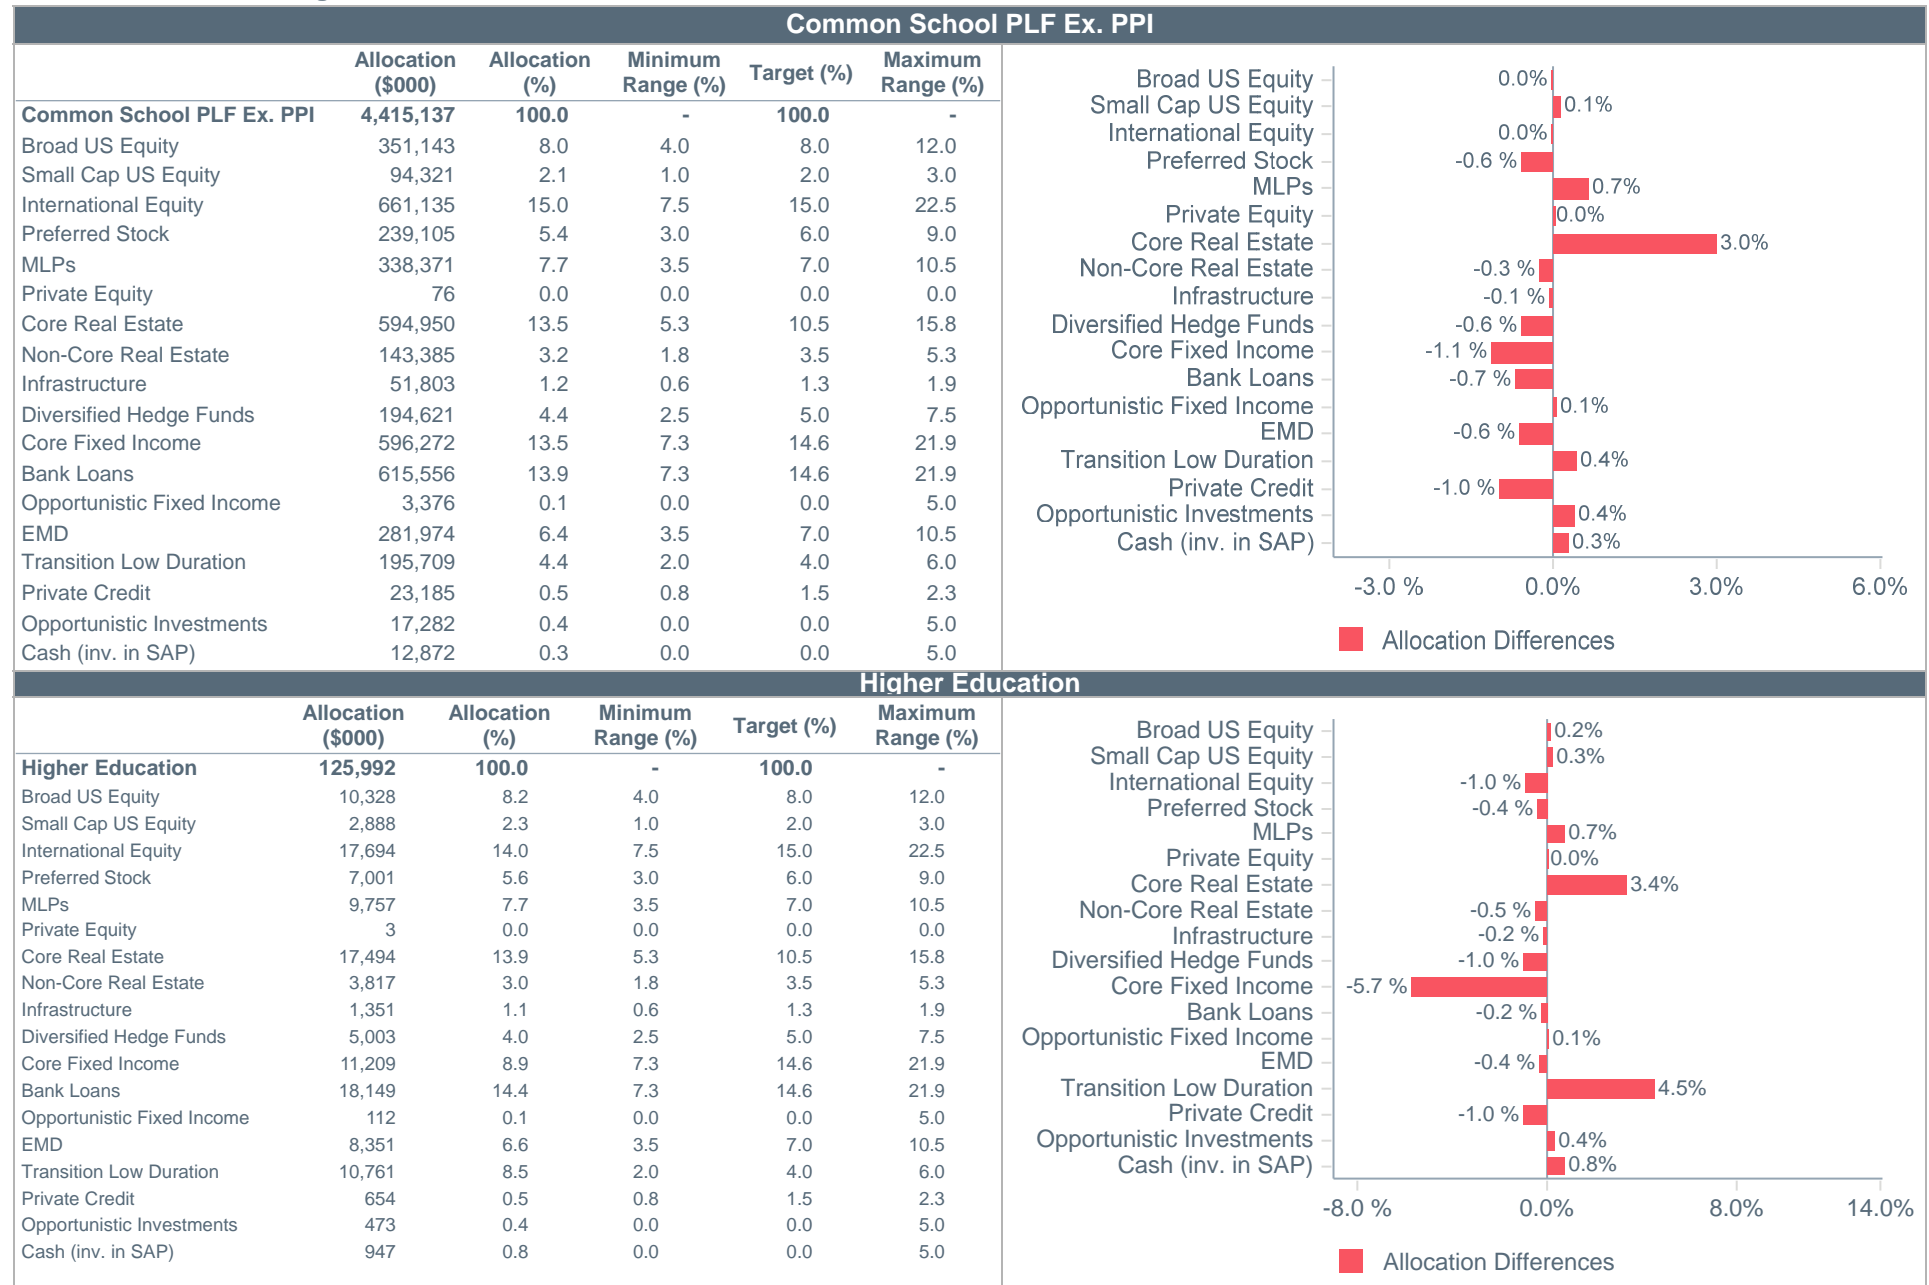 Common School PLF Ex. PPI
Allocation ($000) Allocation (%) Minimum Range (%) Target (%) Maximum Range (%)
Common School PLF Ex. PPI 4,415,137 100.0 - 100.0 -
Broad US Equity 351,143 8.0 4.0 8.0 12.0
Small Cap US Equity 94,321 2.1 1.0 2.0 3.0
International Equity 661,135 15.0 7.5 15.0 22.5
Preferred Stock 239,105 5.4 3.0 6.0 9.0
MLPs 338,371 7.7 3.5 7.0 10.5
Private Equity 76 0.0 0.0 0.0 0.0
Core Real Estate 594,950 13.5 5.3 10.5 15.8
Non-Core Real Estate 143,385 3.2 1.8 3.5 5.3
Infrastructure 51,803 1.2 0.6 1.3 1.9
Diversified Hedge Funds 194,621 4.4 2.5 5.0 7.5
Core Fixed Income 596,272 13.5 7.3 14.6 21.9
Bank Loans 615,556 13.9 7.3 14.6 21.9
Opportunistic Fixed Income 3,376 0.1 0.0 0.0 5.0
EMD 281,974 6.4 3.5 7.0 10.5
Transition Low Duration 195,709 4.4 2.0 4.0 6.0
Private Credit 23,185 0.5 0.8 1.5 2.3
Opportunistic Investments 17,282 0.4 0.0 0.0 5.0
Cash (inv. in SAP) 12,872 0.3 0.0 0.0 5.0
Broad US Equity 0.0%
Small Cap US Equity 0.1%
International Equity 0.0%
Preferred Stock -0.6 %
MLPs 0.7%
Private Equity 0.0%
Core Real Estate 3.0%
Non-Core Real Estate -0.3 %
Infrastructure -0.1 %
Diversified Hedge Funds -0.6 %
Core Fixed Income -1.1 %
Bank Loans -0.7 %
Opportunistic Fixed Income 0.1%
EMD -0.6 %
Transition Low Duration 0.4%
Private Credit -1.0 %
Opportunistic Investments 0.4%
Cash (inv. in SAP) 0.3%
-3.0 % 0.0% 3.0% 6.0%
Allocation Differences
Higher Education
Allocation ($000) Allocation (%) Minimum Range (%) Target (%) Maximum Range (%)
Higher Education 125,992 100.0 - 100.0 -
Broad US Equity 10,328 8.2 4.0 8.0 12.0
Small Cap US Equity 2,888 2.3 1.0 2.0 3.0
International Equity 17,694 14.0 7.5 15.0 22.5
Preferred Stock 7,001 5.6 3.0 6.0 9.0
MLPs 9,757 7.7 3.5 7.0 10.5
Private Equity 3 0.0 0.0 0.0 0.0
Core Real Estate 17,494 13.9 5.3 10.5 15.8
Non-Core Real Estate 3,817 3.0 1.8 3.5 5.3
Infrastructure 1,351 1.1 0.6 1.3 1.9
Diversified Hedge Funds 5,003 4.0 2.5 5.0 7.5
Core Fixed Income 11,209 8.9 7.3 14.6 21.9
Bank Loans 18,149 14.4 7.3 14.6 21.9
Opportunistic Fixed Income 112 0.1 0.0 0.0 5.0
EMD 8,351 6.6 3.5 7.0 10.5
Transition Low Duration 10,761 8.5 2.0 4.0 6.0
Private Credit 654 0.5 0.8 1.5 2.3
Opportunistic Investments 473 0.4 0.0 0.0 5.0
Cash (inv. in SAP) 947 0.8 0.0 0.0 5.0
Broad US Equity 0.2%
Small Cap US Equity 0.3%
International Equity -1.0 %
Preferred Stock -0.4 %
MLPs 0.7%
Private Equity 0.0%
Core Real Estate 3.4%
Non-Core Real Estate -0.5 %
Infrastructure -0.2 %
Diversified Hedge Funds -1.0 %
Core Fixed Income -5.7 %
Bank Loans -0.2 %
Opportunistic Fixed Income 0.1%
EMD -0.4 %
Transition Low Duration 4.5%
Private Credit -1.0 %
Opportunistic Investments 0.4%
Cash (inv. in SAP) 0.8%
-8.0 % 0.0% 8.0% 14.0%
Allocation Differences